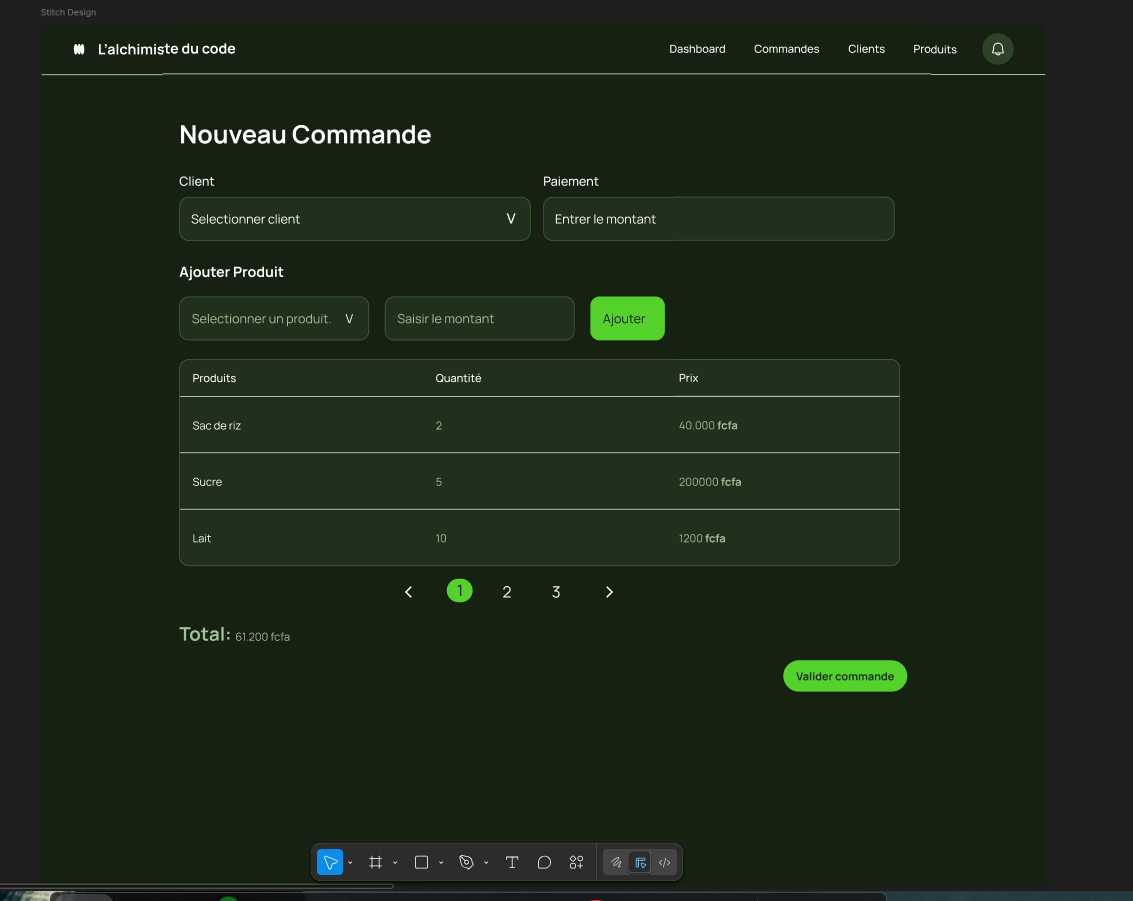 Stitch Design
L'alchimiste du code
Dashboard Commandes Clients Produits
Nouveau Commande
Client Paiement
Selectionner client V Entrer le montant
Ajouter Produit
Selectionner un produit. V Saisir le montant Ajouter
Produits Quantité Prix
Sac de riz 2 40.000 fcfa
Sucre 5 200000 fcfa
Lait 10 1200 fcfa
1 2 3
Total: 61.200 fcfa
Valider commande